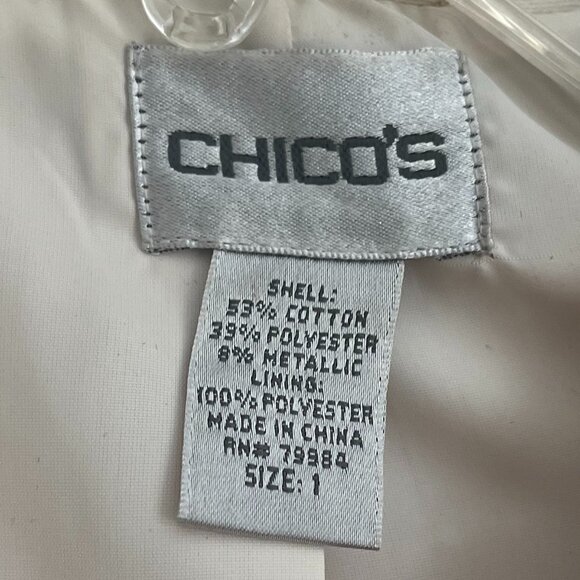 CHICO'S
SHELL:
53% COTTON
39% POLYESTER
8% METALLIC
LINING:
100% POLYESTER
MADE IN CHINA
RN# 79984
SIZE: 1